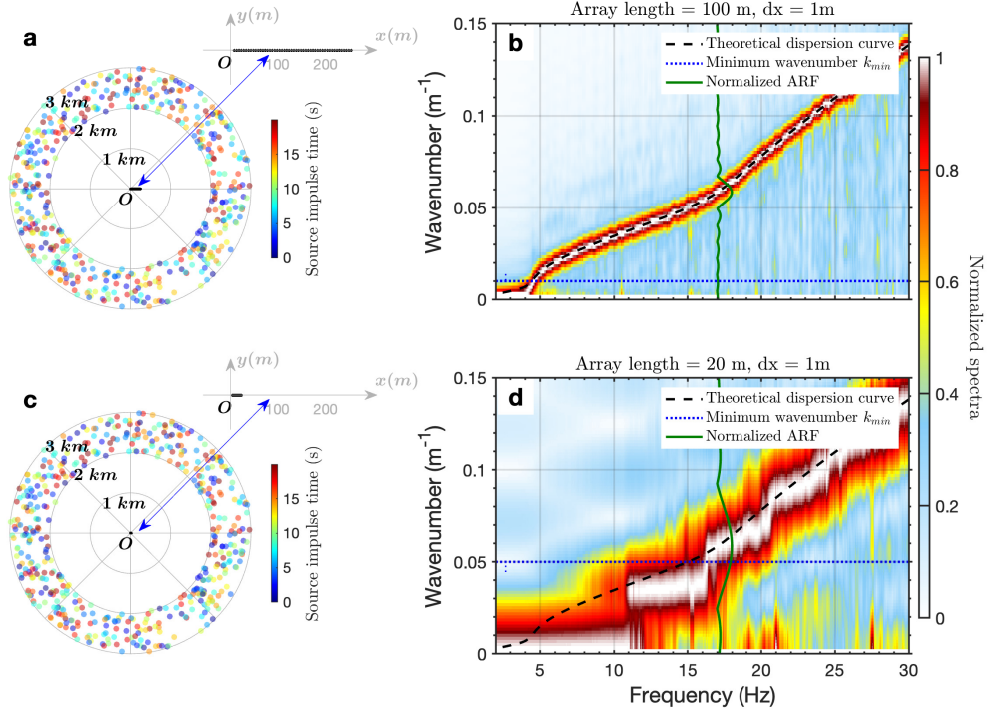 a
y(m)
x(m)
O
100 200
3 km
2 km
1 km
O
15
10
5
0
Source impulse time (s)
Array length = 100 m, dx = 1m
b
Theoretical dispersion curve
Minimum wavenumber kmin
Normalized ARF
0.15
0.1
0.05
0
Wavenumber (m-1)
c
y(m)
x(m)
O
100 200
3 km
2 km
1 km
O
15
10
5
0
Source impulse time (s)
Array length = 20 m, dx = 1m
d
Theoretical dispersion curve
Minimum wavenumber kmin
Normalized ARF
0.15
0.1
0.05
0
Wavenumber (m-1)
5 10 15 20 25 30
Frequency (Hz)
1
0.8
0.6
0.4
0.2
0
Normalized spectra